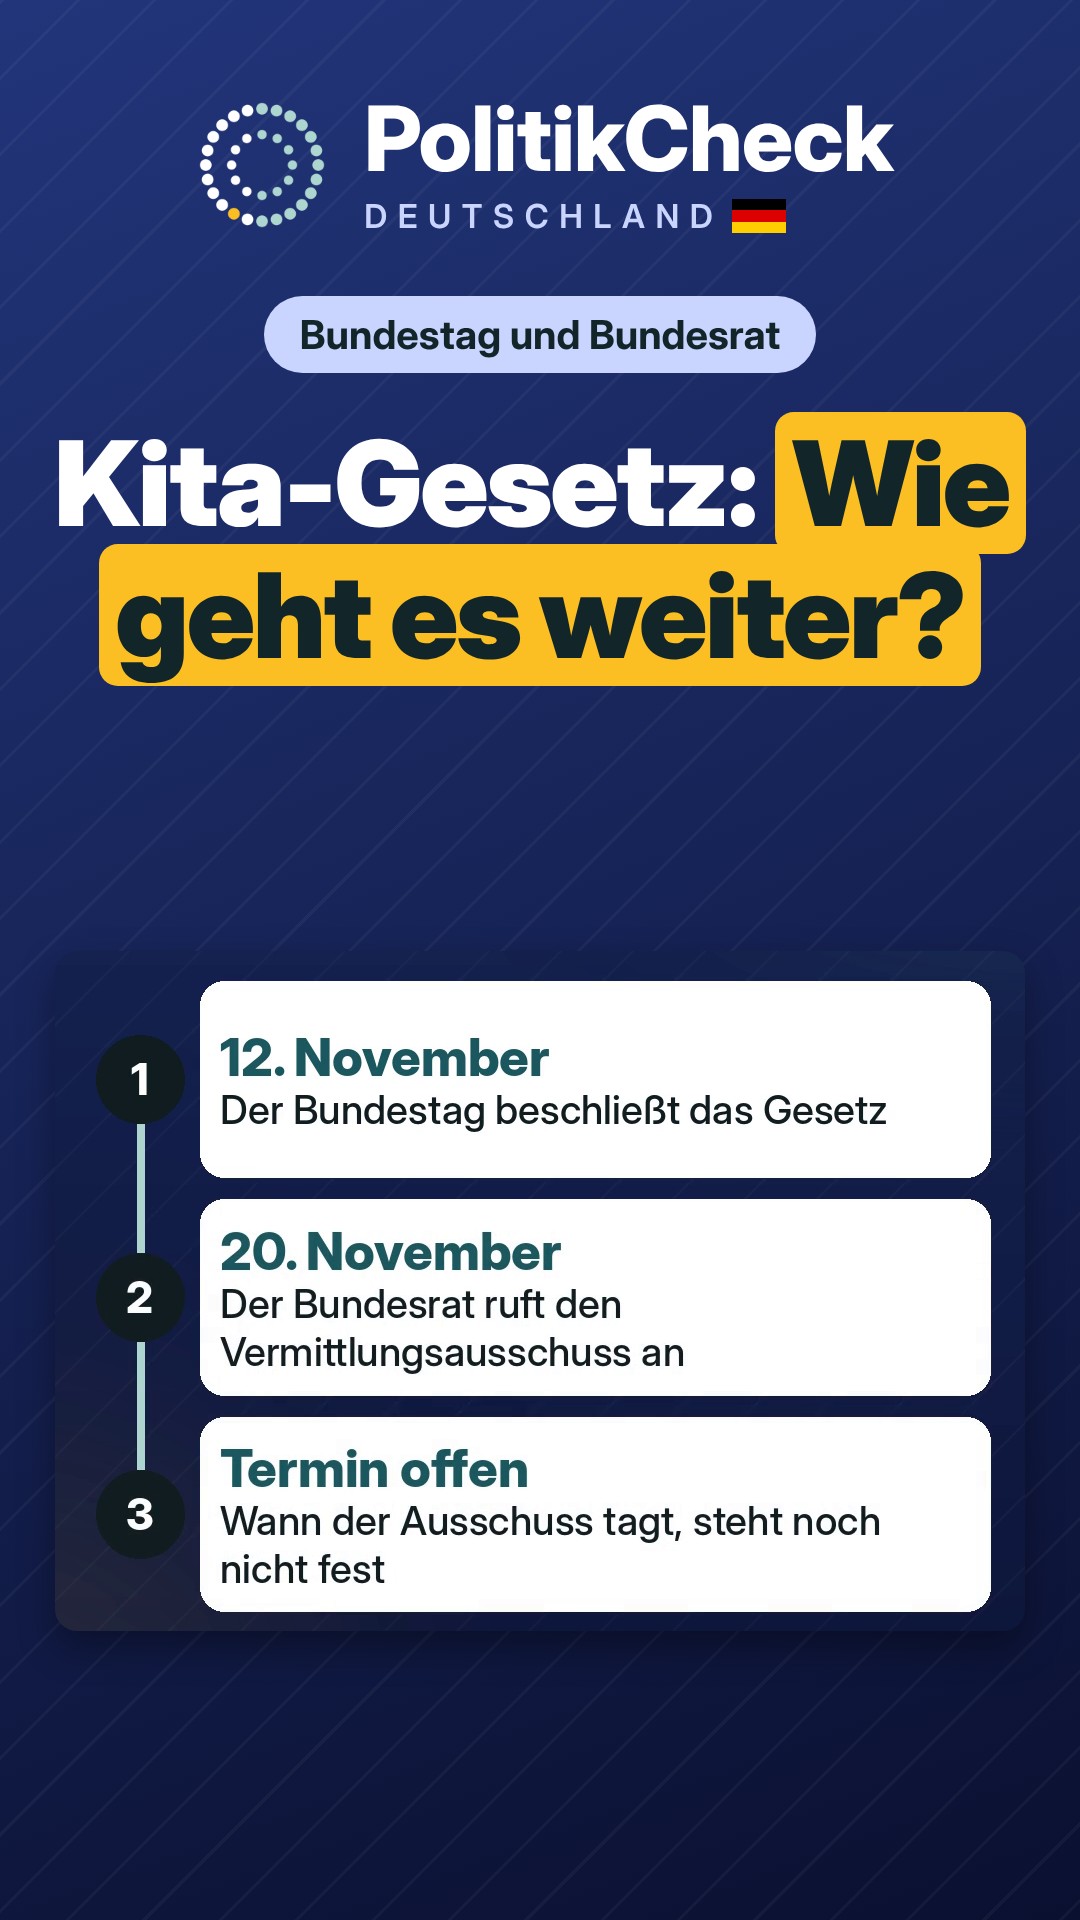 PolitikCheck
DEUTSCHLAND
Bundestag und Bundesrat
Kita-Gesetz: Wie
geht es weiter?
1
12. November
Der Bundestag beschließt das Gesetz
2
20. November
Der Bundesrat ruft den
Vermittlungsausschuss an
3
Termin offen
Wann der Ausschuss tagt, steht noch
nicht fest